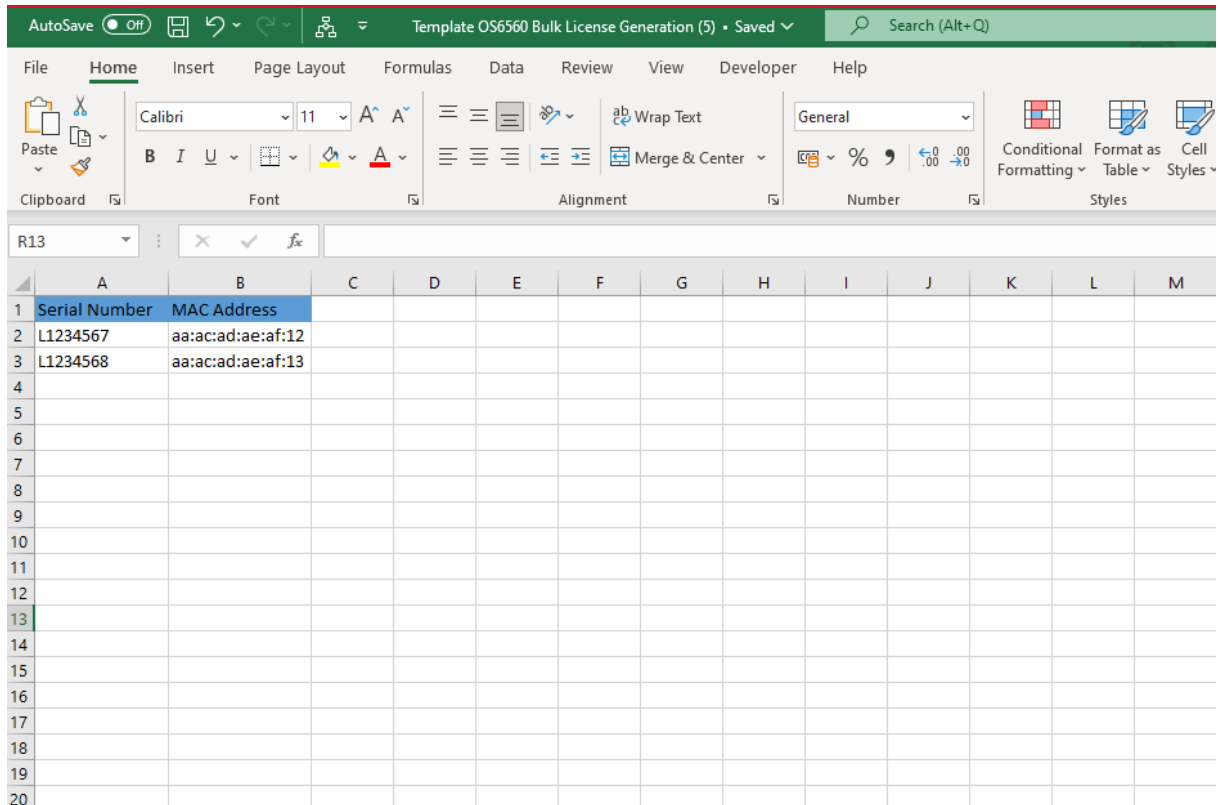 AutoSave Off Template OS6560 Bulk License Generation (5) • Saved Search (Alt+Q)
File Home Insert Page Layout Formulas Data Review View Developer Help
Calibri 11 A^ A˅ ab Wrap Text General
Paste B I U A Merge & Center % 9 .00 .00 Conditional Formatting Format as Table Cell Styles
Clipboard Font Alignment Number Styles
R13 fx
A B C D E F G H I J K L M
1 Serial Number MAC Address
2 L1234567 aa:ac:ad:ae:af:12
3 L1234568 aa:ac:ad:ae:af:13
4
5
6
7
8
9
10
11
12
13
14
15
16
17
18
19
20